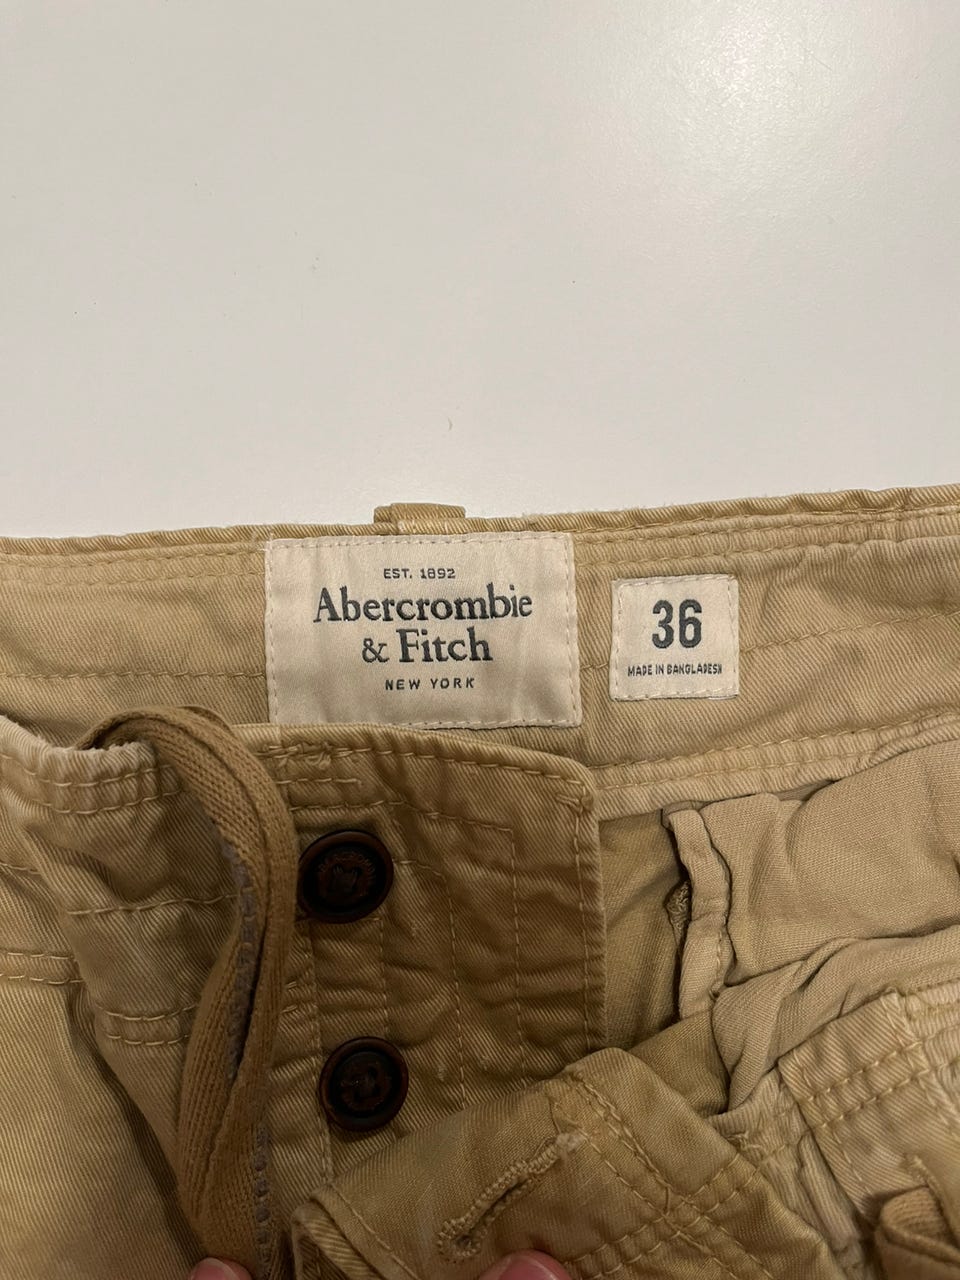 EST. 1892
Abercrombie
& Fitch
NEW YORK
36
MADE IN BANGLADESH